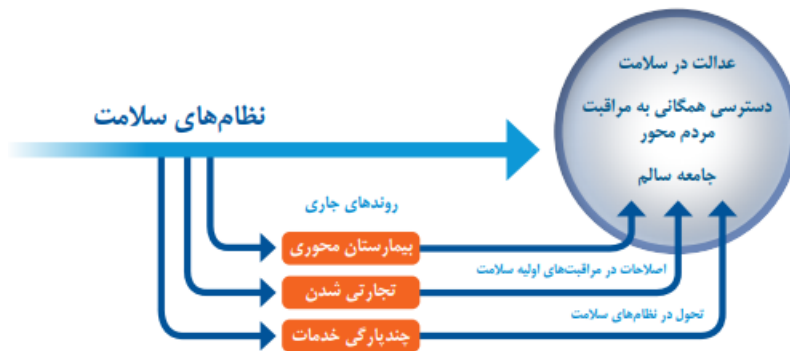 عدالت در سلامت
دسترسی همگانی به مراقبت
مردم محور
جامعه سالم
نظام‌های سلامت
روندهای جاری
بیمارستان محوری
اصلاحات در مراقبت‌های اولیه سلامت
تجارتی شدن
تحول در نظام‌های سلامت
چندپارگی خدمات